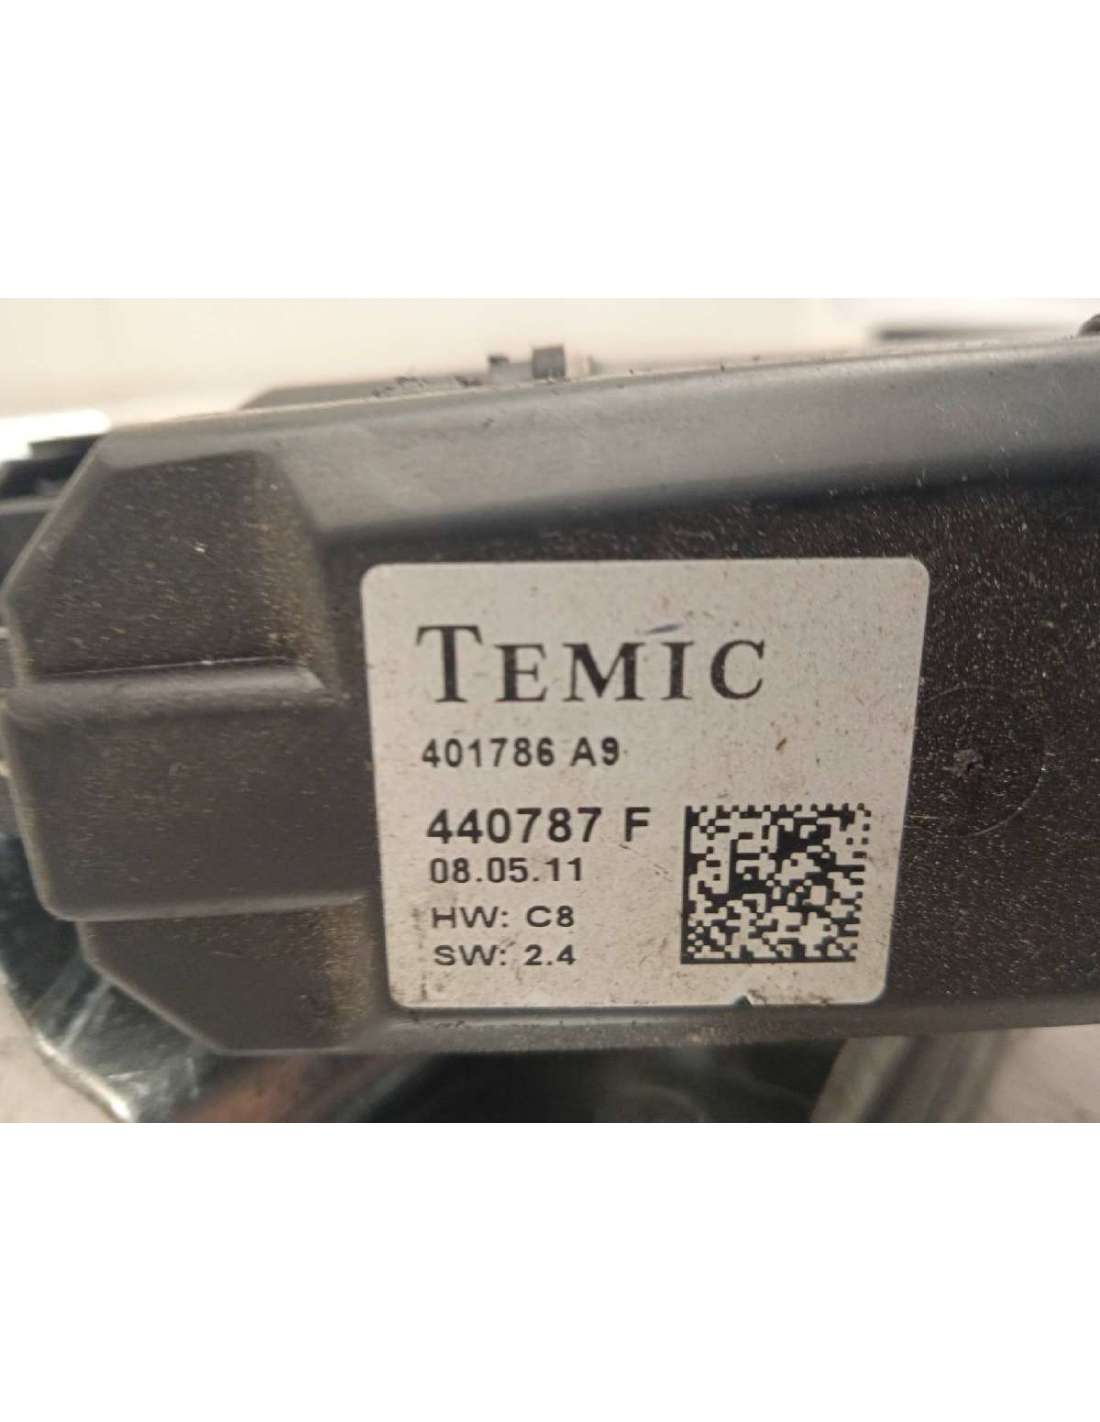 TEMIC
401786 A9
440787 F
08.05.11
HW: C8
SW: 2.4